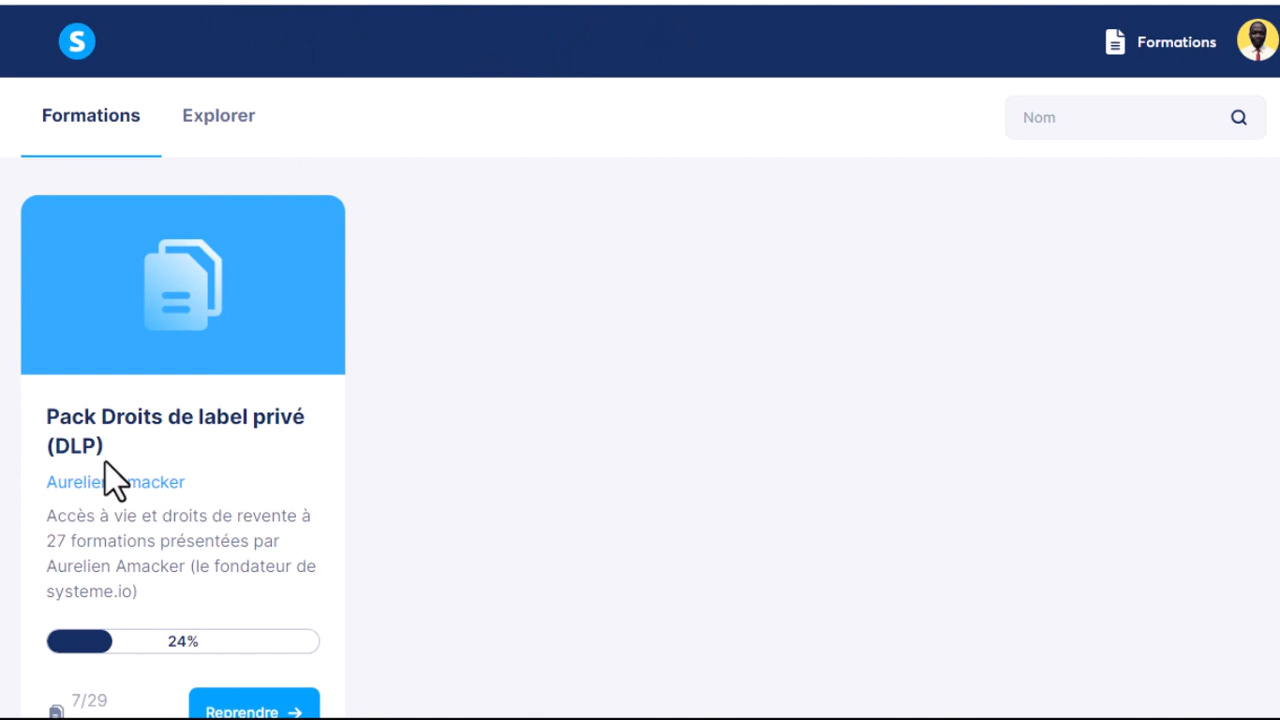 S
Formations
Formations
Explorer
Nom
Pack Droits de label privé
(DLP)
Aurelien Amacker
Accès à vie et droits de revente à
27 formations présentées par
Aurelien Amacker (le fondateur de
systeme.io)
24%
7/29
Reprendre →